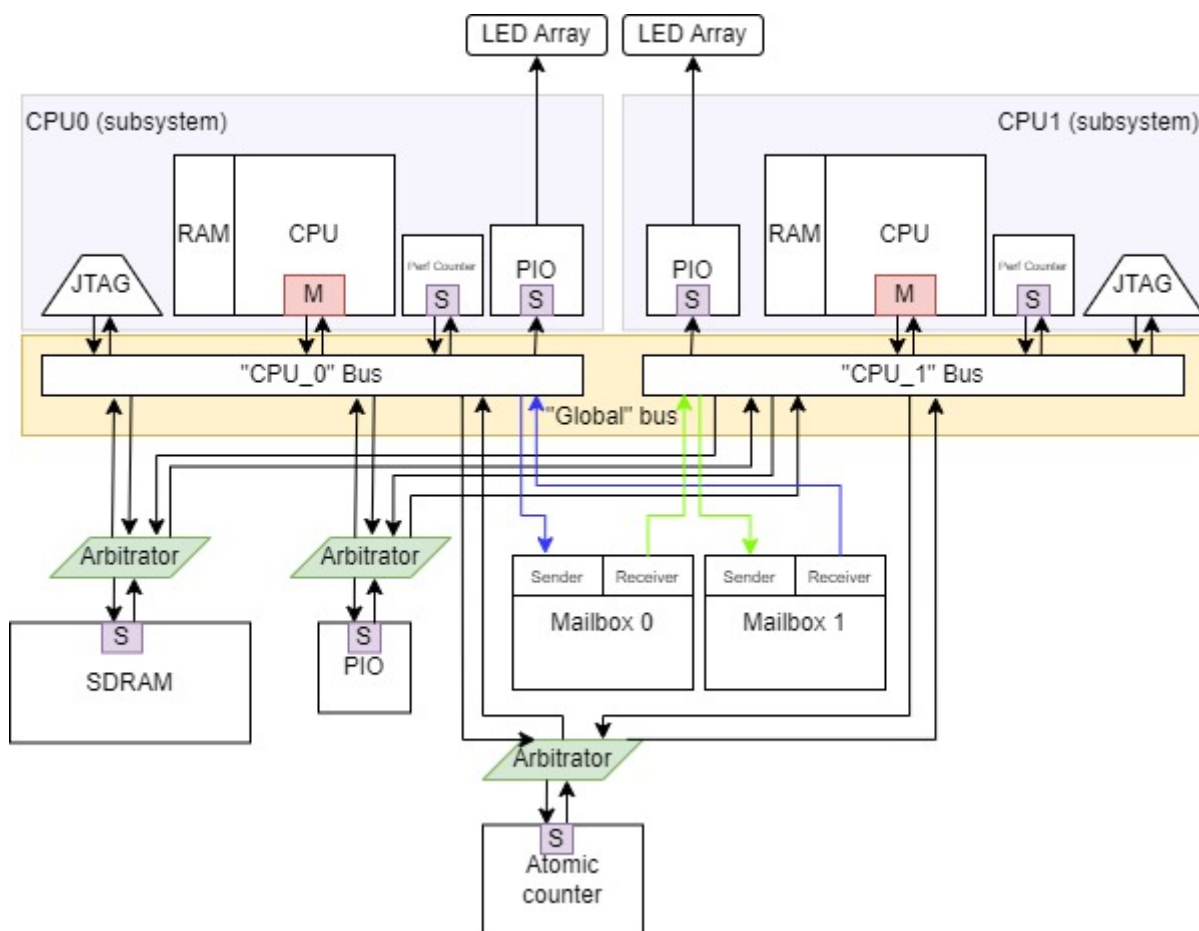 LED Array
LED Array
CPU0 (subsystem)
CPU1 (subsystem)
RAM
CPU
RAM
CPU
Perf Counter
PIO
PIO
Perf Counter
JTAG
JTAG
M
S
S
S
M
S
"CPU_0" Bus
"CPU_1" Bus
"Global" bus
Arbitrator
Arbitrator
Sender
Receiver
Sender
Receiver
Mailbox 0
Mailbox 1
S
S
SDRAM
PIO
Arbitrator
S
Atomic
counter